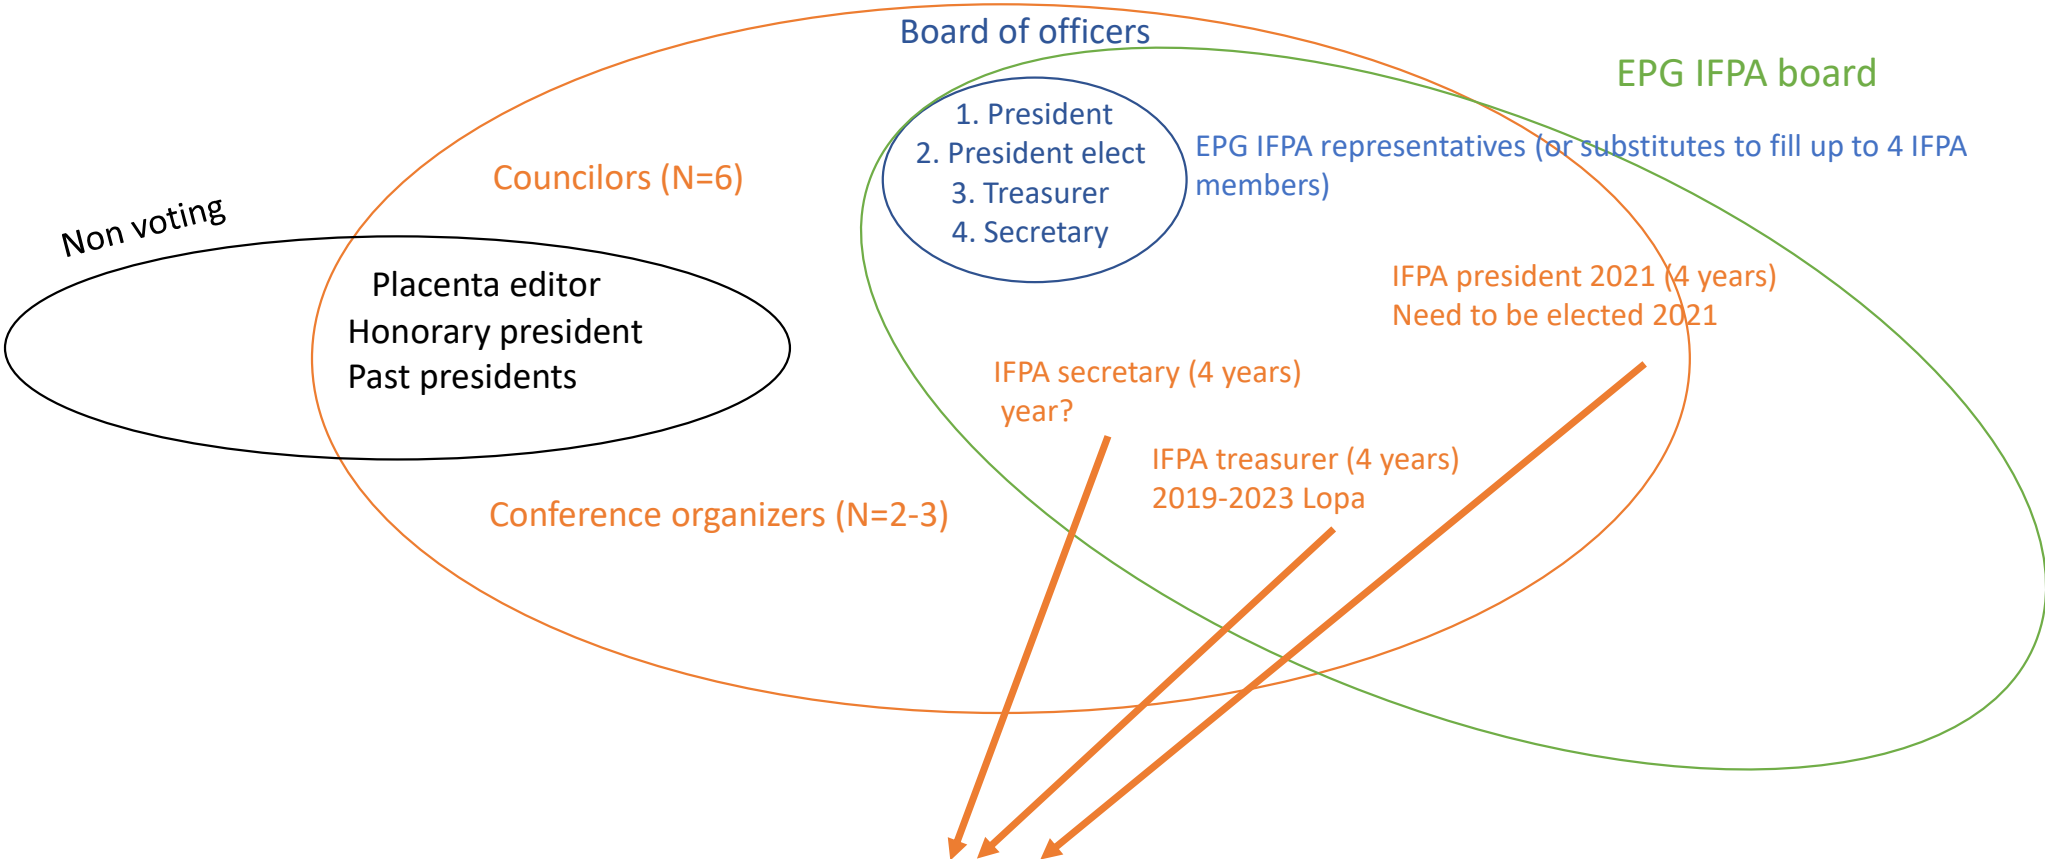 Board of officers
EPG IFPA board
1. President
2. President elect
3. Treasurer
4. Secretary
EPG IFPA representatives (or substitutes to fill up to 4 IFPA
members)
Councilors (N=6)
Non voting
Placenta editor
Honorary president
Past presidents
IFPA president 2021 (4 years)
Need to be elected 2021
IFPA secretary (4 years)
year?
IFPA treasurer (4 years)
2019-2023 Lopa
Conference organizers (N=2-3)